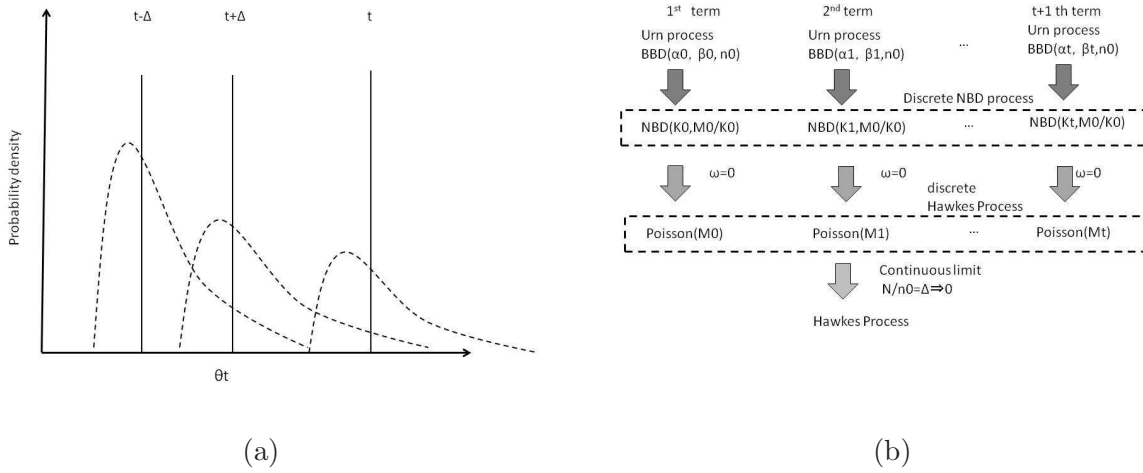 t-Δ
t+Δ
t
Probability density
θt
(a)
1st term
2nd term
t+1 th term
Urn process
BBD(α0, β0, n0)
Urn process
BBD(α1, β1,n0)
...
Urn process
BBD(αt, βt,n0)
Discrete NBD process
NBD(K0,M0/K0)
NBD(K1,M0/K0)
...
NBD(Kt,M0/K0)
ω=0
ω=0
ω=0
discrete
Hawkes Process
Poisson(M0)
Poisson(M1)
...
Poisson(Mt)
Continuous limit
N/n0=Δ⇒0
Hawkes Process
(b)